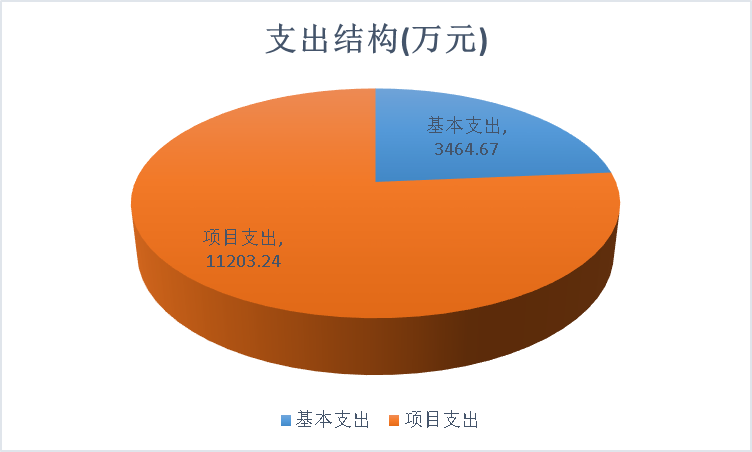 支出结构(万元)
基本支出,
3464.67
项目支出,
11203.24
基本支出 项目支出